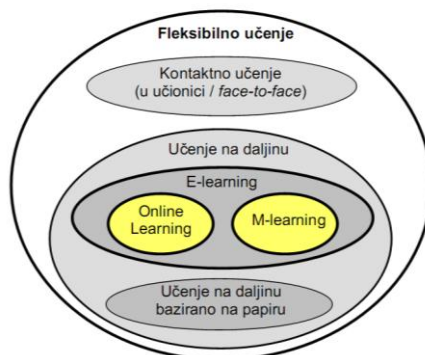 Fleksibilno učenje
Kontaktno učenje
(u učionici / face-to-face)
Učenje na daljinu
E-learning
Online
Learning
M-learning
Učenje na daljinu
bazirano na papiru